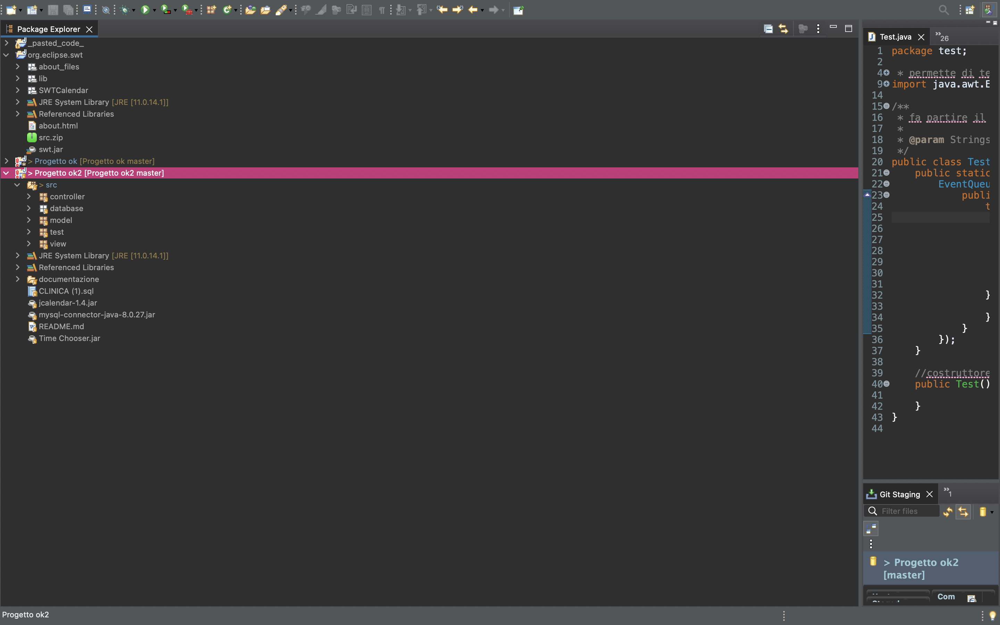 Package Explorer
_pasted_code_
org.eclipse.swt
about_files
lib
SWTCalendar
JRE System Library [JRE [11.0.14.1]]
Referenced Libraries
about.html
src.zip
swt.jar
> Progetto ok [Progetto ok master]
> Progetto ok2 [Progetto ok2 master]
> src
controller
database
model
test
view
JRE System Library [JRE [11.0.14.1]]
Referenced Libraries
documentazione
CLINICA (1).sql
jcalendar-1.4.jar
mysql-connector-java-8.0.27.jar
README.md
Time Chooser.jar
Test.java
»26
1 package test;
2
4 * permette di te
9 import java.awt.E
14
15 /**
16 * fa partire il
17 *
18 * @param Strings
19 */
20 public class Test
21 public static
22 EventQueu
23 publi
24 t
25
26
27
28
29
30
31
32 }
33
34 }
35 }
36 });
37 }
38
39 //costruttore
40 public Test()
41
42 }
43 }
44
Git Staging
»1
Filter files
> Progetto ok2
[master]
Com
Progetto ok2